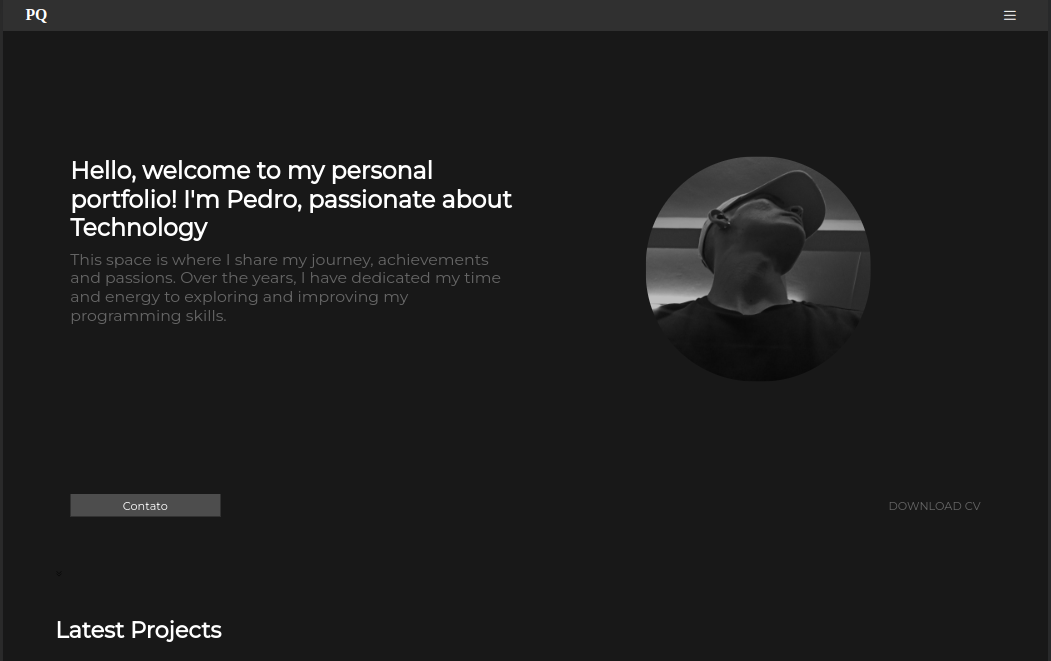 PQ
Hello, welcome to my personal
portfolio! I'm Pedro, passionate about
Technology
This space is where I share my journey, achievements
and passions. Over the years, I have dedicated my time
and energy to exploring and improving my
programming skills.
Contato
DOWNLOAD CV
Latest Projects